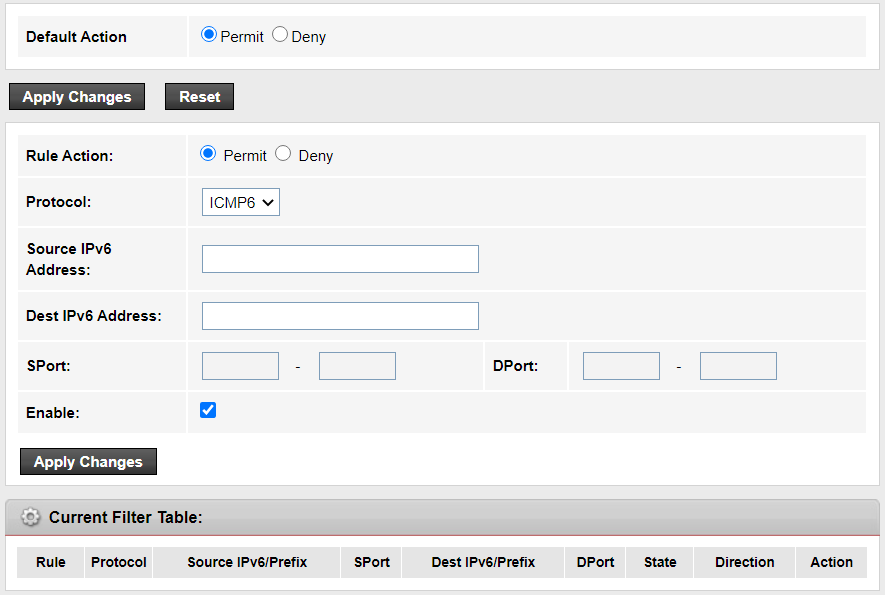 Default Action Permit Deny
Apply Changes Reset
Rule Action: Permit Deny
Protocol: ICMP6
Source IPv6
Address:
Dest IPv6 Address:
SPort: - DPort: -
Enable:
Apply Changes
Current Filter Table:
Rule Protocol Source IPv6/Prefix SPort Dest IPv6/Prefix DPort State Direction Action